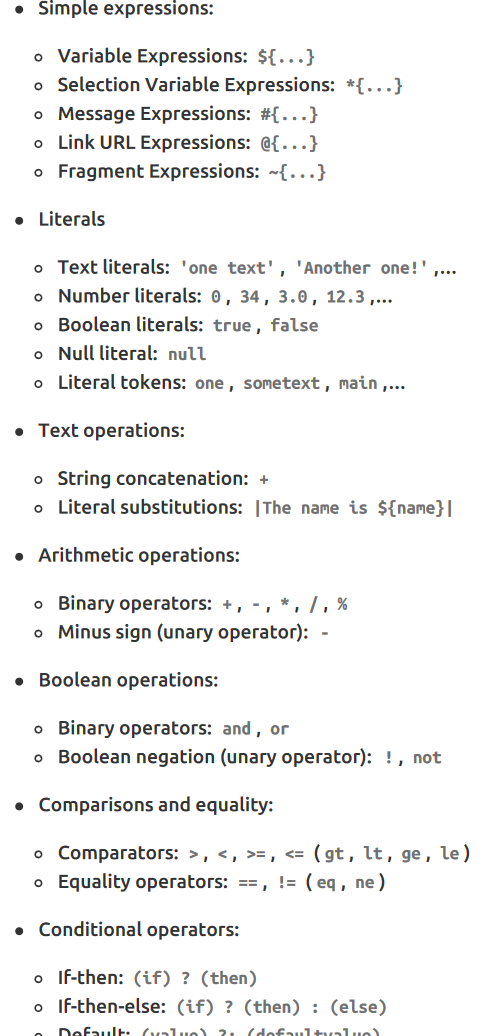 Simple expressions:
Variable Expressions: ${...}
Selection Variable Expressions: *{...}
Message Expressions: #{...}
Link URL Expressions: @{...}
Fragment Expressions: ~{...}
Literals
Text literals: 'one text', 'Another one!',…
Number literals: 0, 34, 3.0, 12.3,…
Boolean literals: true, false
Null literal: null
Literal tokens: one, sometext, main,…
Text operations:
String concatenation: +
Literal substitutions: |The name is ${name}|
Arithmetic operations:
Binary operators: +, -, *, /, %
Minus sign (unary operator): -
Boolean operations:
Binary operators: and, or
Boolean negation (unary operator): !, not
Comparisons and equality:
Comparators: >, <, >=, <= (gt, lt, ge, le)
Equality operators: ==, != (eq, ne)
Conditional operators:
If-then: (if) ? (then)
If-then-else: (if) ? (then) : (else)
Default: (value) ?: (defaultvalue)